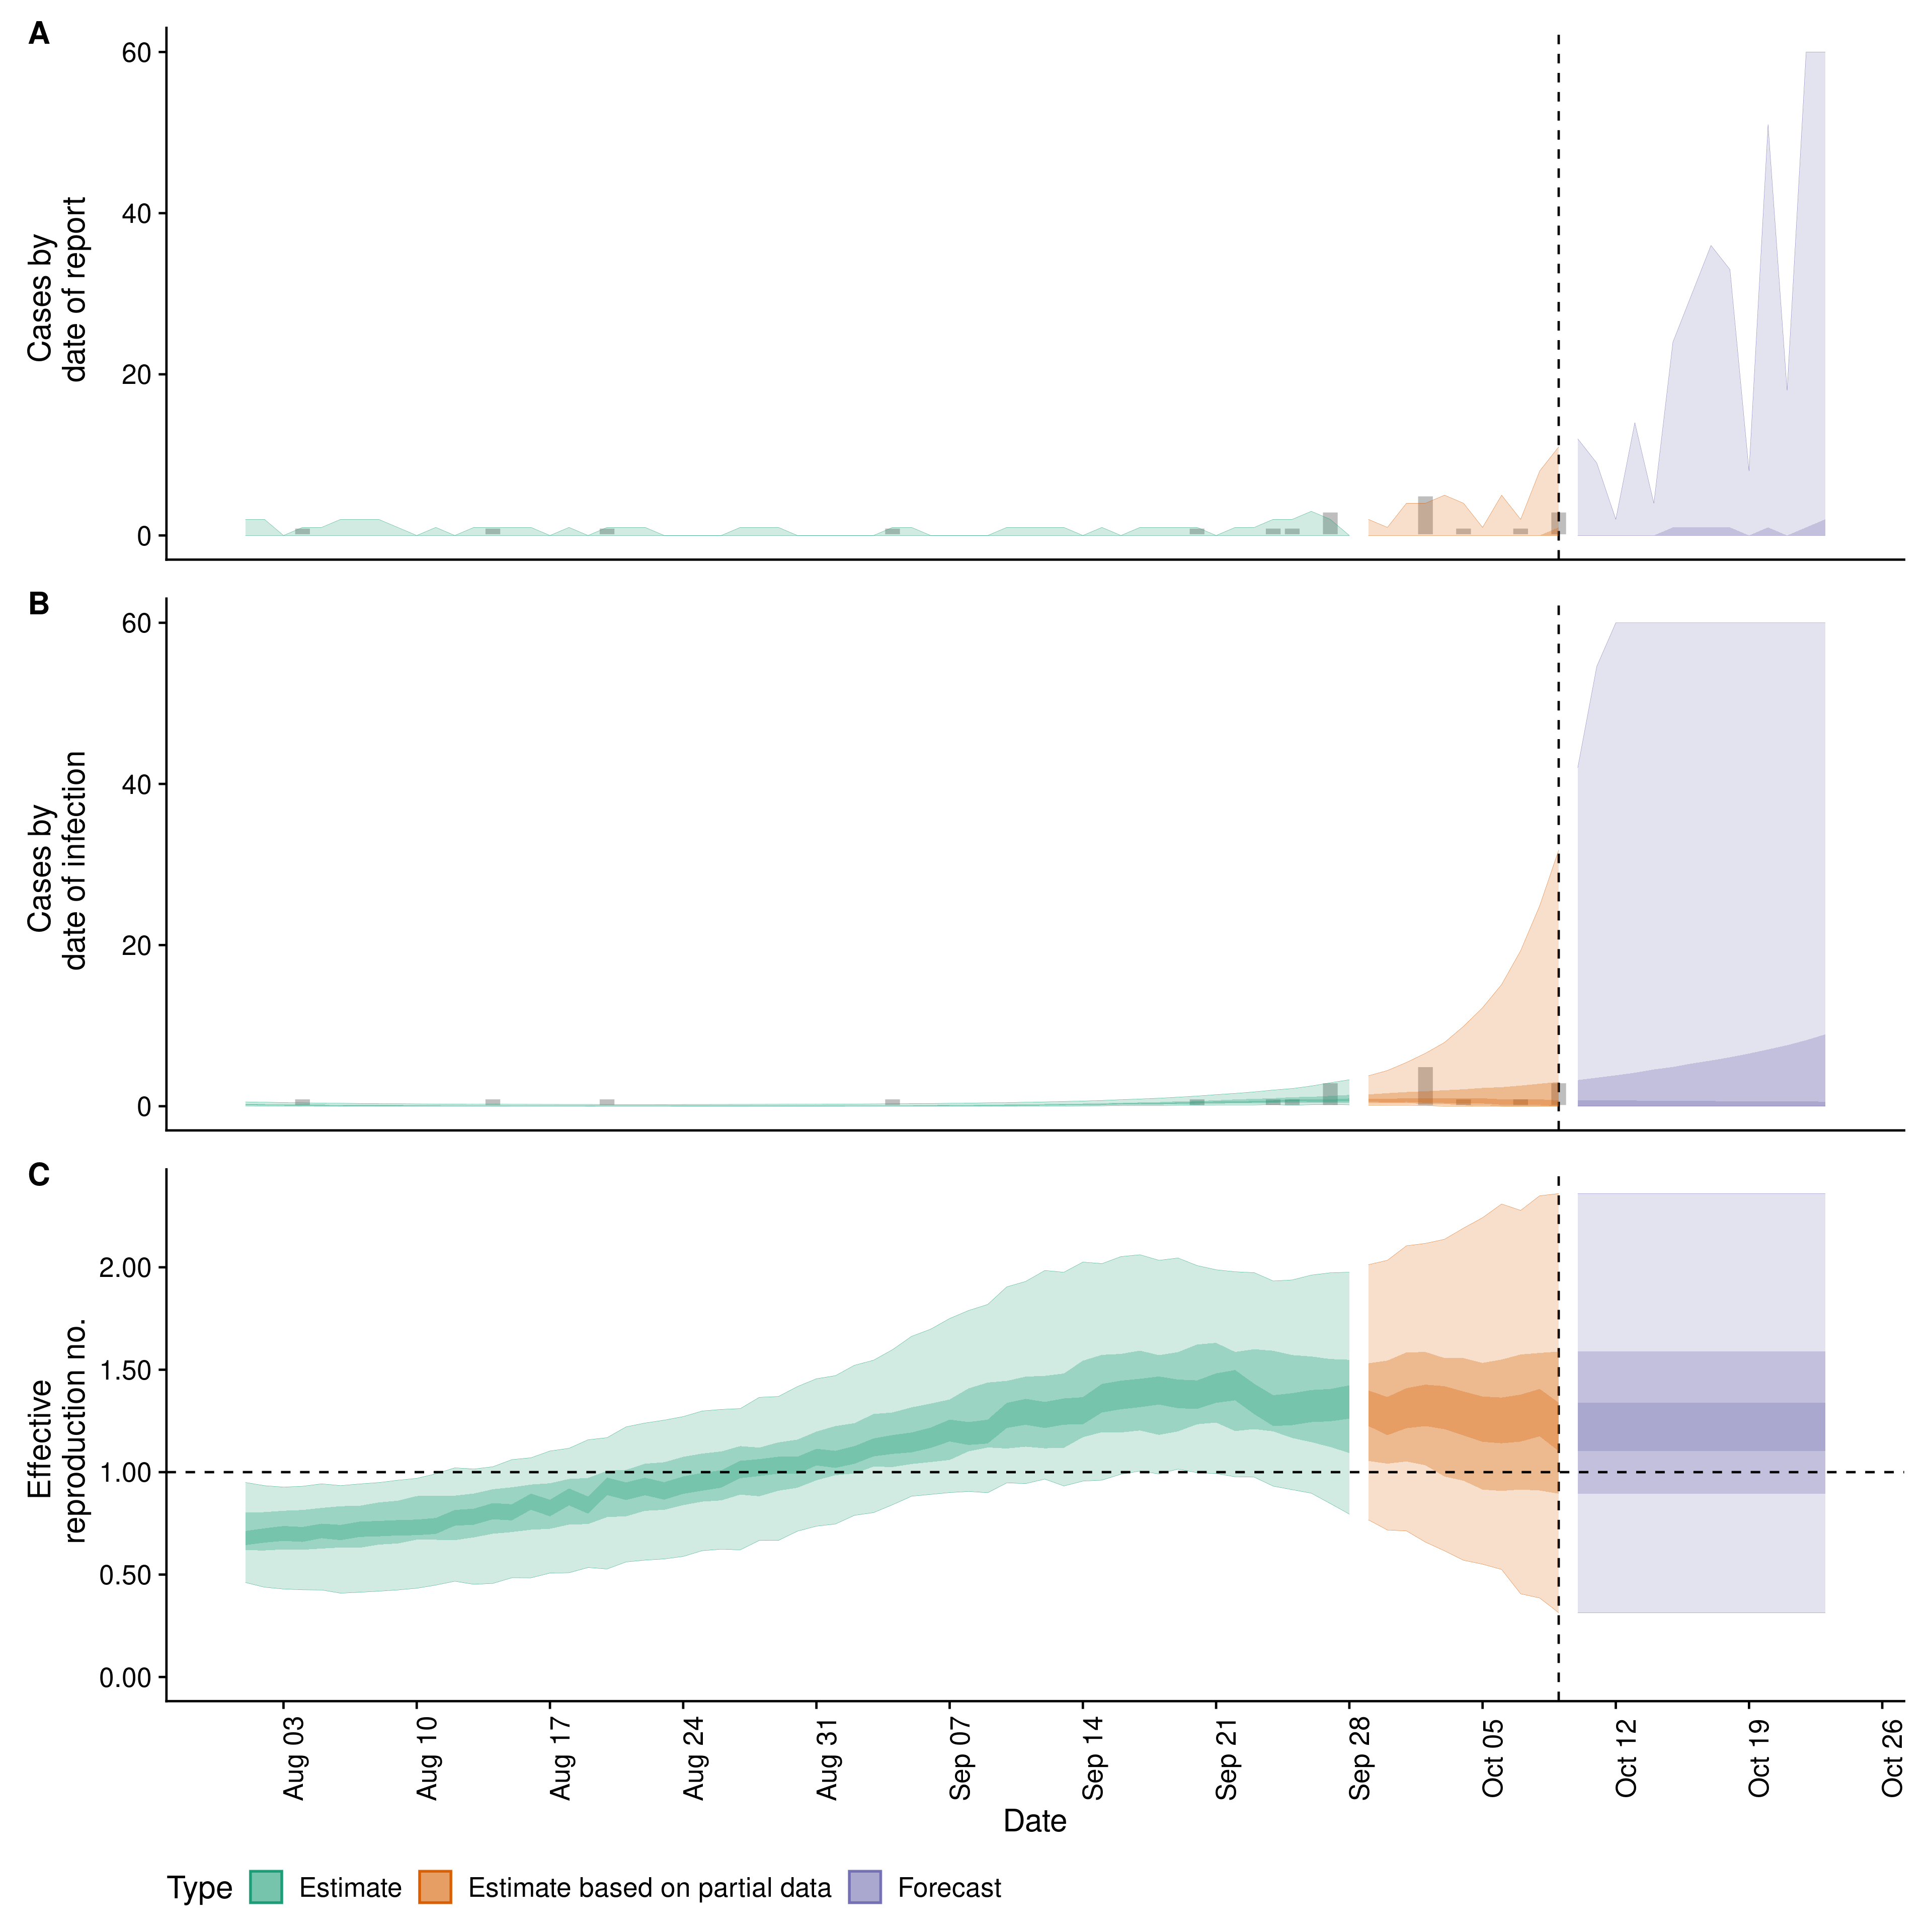 A
60
40
20
0
Cases by
date of report
B
60
40
20
0
Cases by
date of infection
C
2.00
1.50
1.00
0.50
0.00
Effective
reproduction no.
Aug 03
Aug 10
Aug 17
Aug 24
Aug 31
Sep 07
Sep 14
Sep 21
Sep 28
Oct 05
Oct 12
Oct 19
Oct 26
Date
Type Estimate Estimate based on partial data Forecast